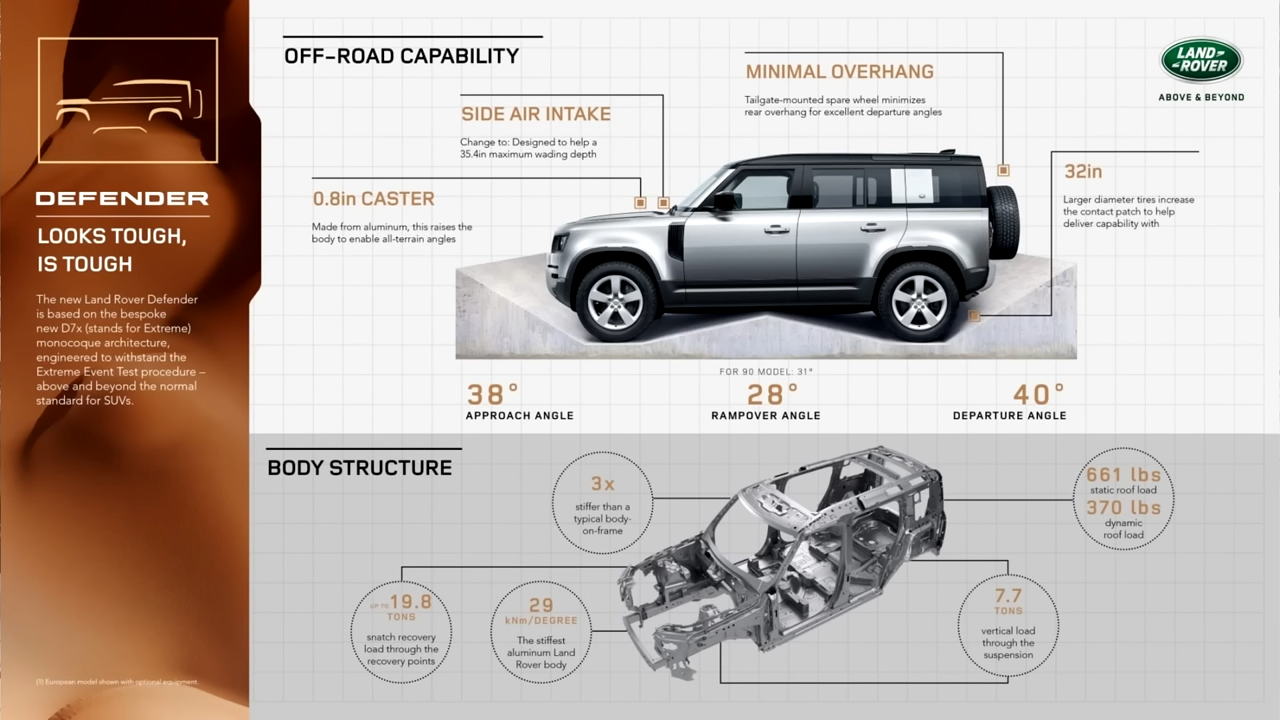 DEFENDER
LOOKS TOUGH,
IS TOUGH
The new Land Rover Defender
is based on the bespoke
new D7x (stands for Extreme)
monocoque architecture,
engineered to withstand the
Extreme Event Test procedure –
above and beyond the normal
standard for SUVs.
(1) European model shown with optional equipment.
OFF-ROAD CAPABILITY
LAND
ROVER
ABOVE & BEYOND
MINIMAL OVERHANG
Tailgate-mounted spare wheel minimizes
rear overhang for excellent departure angles
SIDE AIR INTAKE
Change to: Designed to help a
35.4in maximum wading depth
0.8in CASTER
Made from aluminum, this raises the
body to enable all-terrain angles
32in
Larger diameter tires increase
the contact patch to help
deliver capability with
FOR 90 MODEL: 31°
38°
APPROACH ANGLE
28°
RAMPOVER ANGLE
40°
DEPARTURE ANGLE
BODY STRUCTURE
3x
stiffer than a
typical body-
on-frame
661 lbs
static roof load
370 lbs
dynamic
roof load
UP TO 19.8
TONS
snatch recovery
load through the
recovery points
29
kNm/DEGREE
The stiffest
aluminum Land
Rover body
7.7
TONS
vertical load
through the
suspension